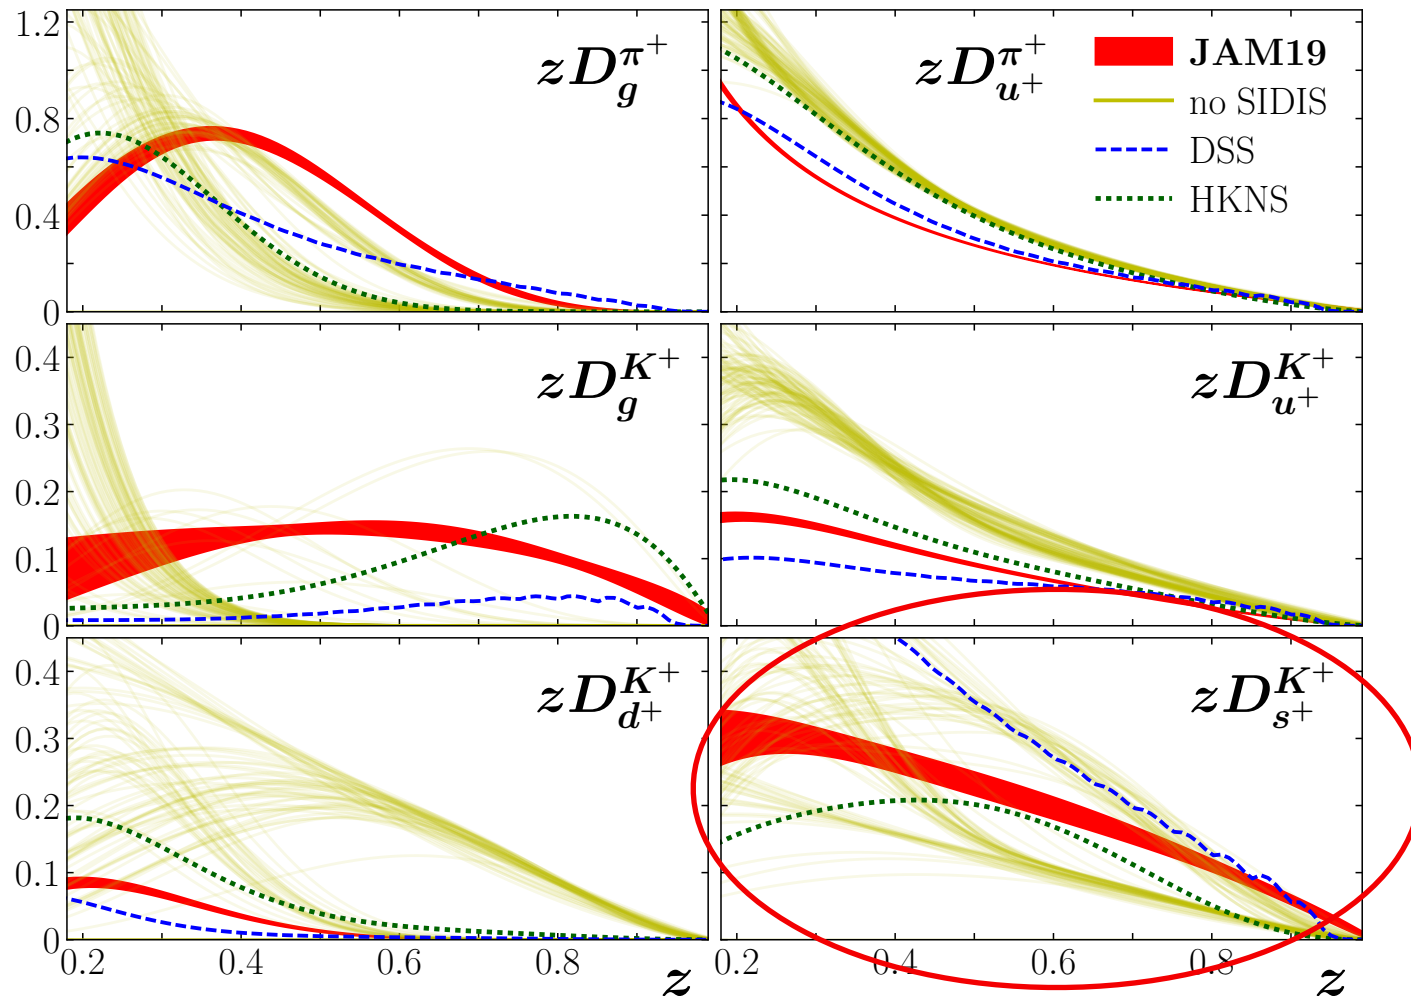 1.2
0.8
0.4
0
zD_g^{π^+}
zD_{u^+}^{π^+}
JAM19
no SIDIS
DSS
HKNS
0.4
0.3
0.2
0.1
0
zD_g^{K^+}
zD_{u^+}^{K^+}
0.4
0.3
0.2
0.1
0
zD_{d^+}^{K^+}
zD_{s^+}^{K^+}
0.2 0.4 0.6 0.8 z
0.2 0.4 0.6 0.8 z